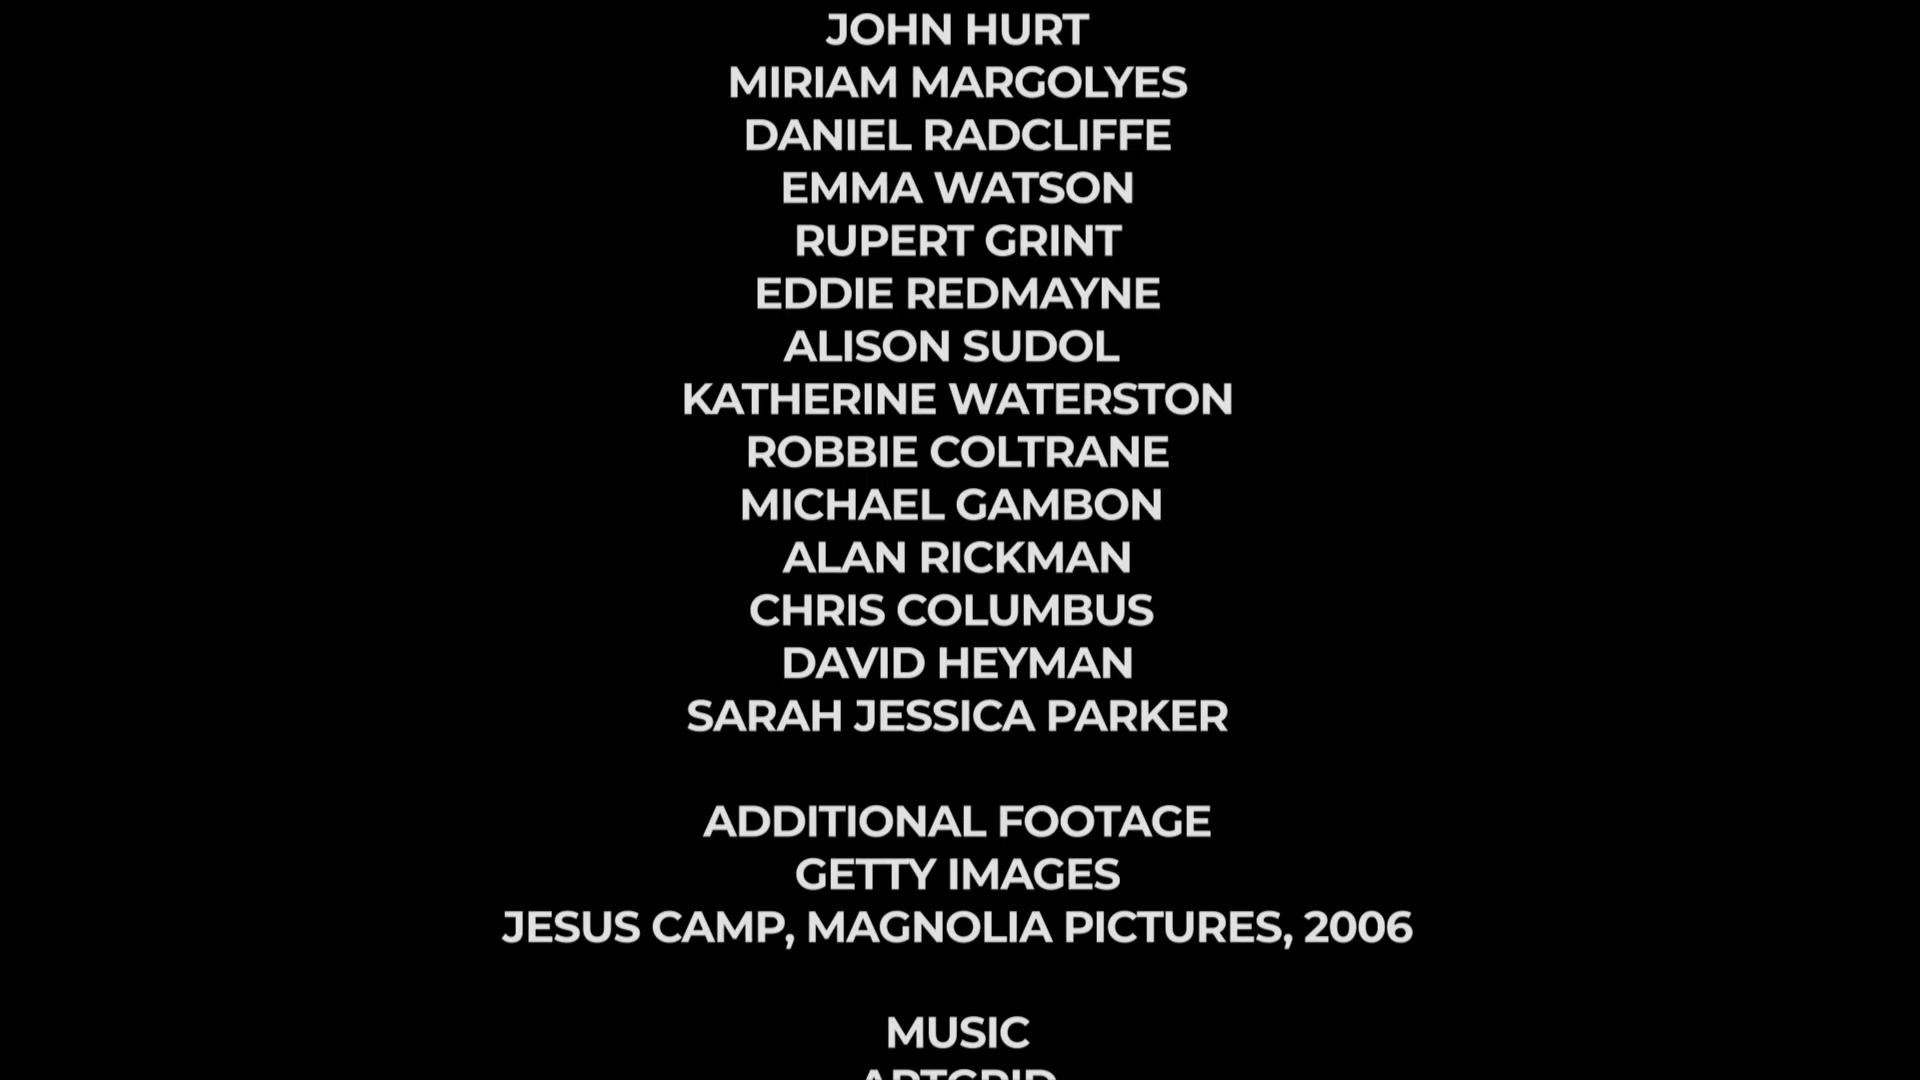 JOHN HURT
MIRIAM MARGOLYES
DANIEL RADCLIFFE
EMMA WATSON
RUPERT GRINT
EDDIE REDMAYNE
ALISON SUDOL
KATHERINE WATERSTON
ROBBIE COLTRANE
MICHAEL GAMBON
ALAN RICKMAN
CHRIS COLUMBUS
DAVID HEYMAN
SARAH JESSICA PARKER
ADDITIONAL FOOTAGE
GETTY IMAGES
JESUS CAMP, MAGNOLIA PICTURES, 2006
MUSIC
ARTGRID